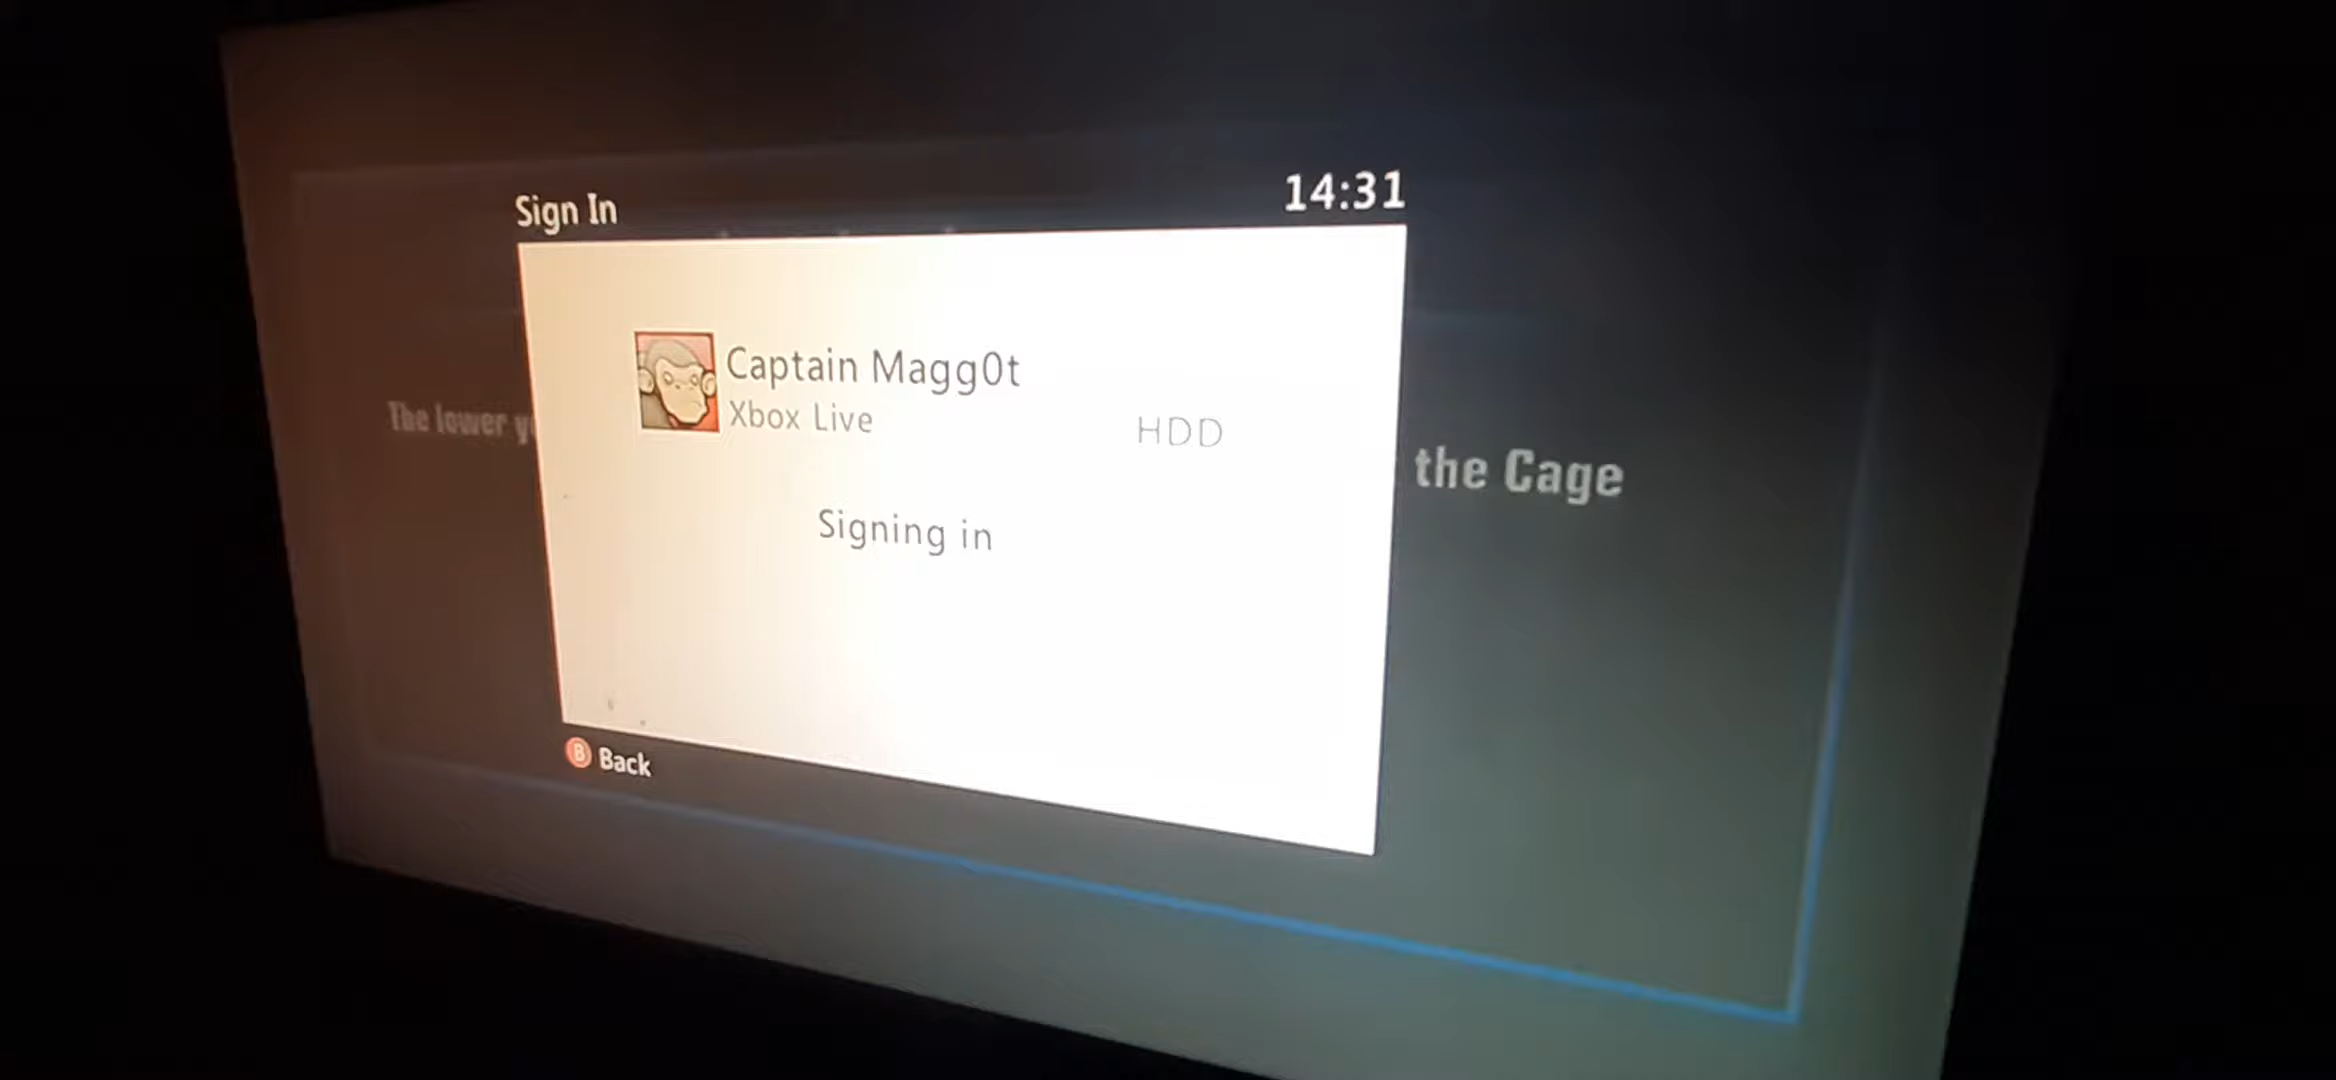 Sign In
14:31
Captain Magg0t
Xbox Live
HDD
The lower
the Cage
Signing in
B Back